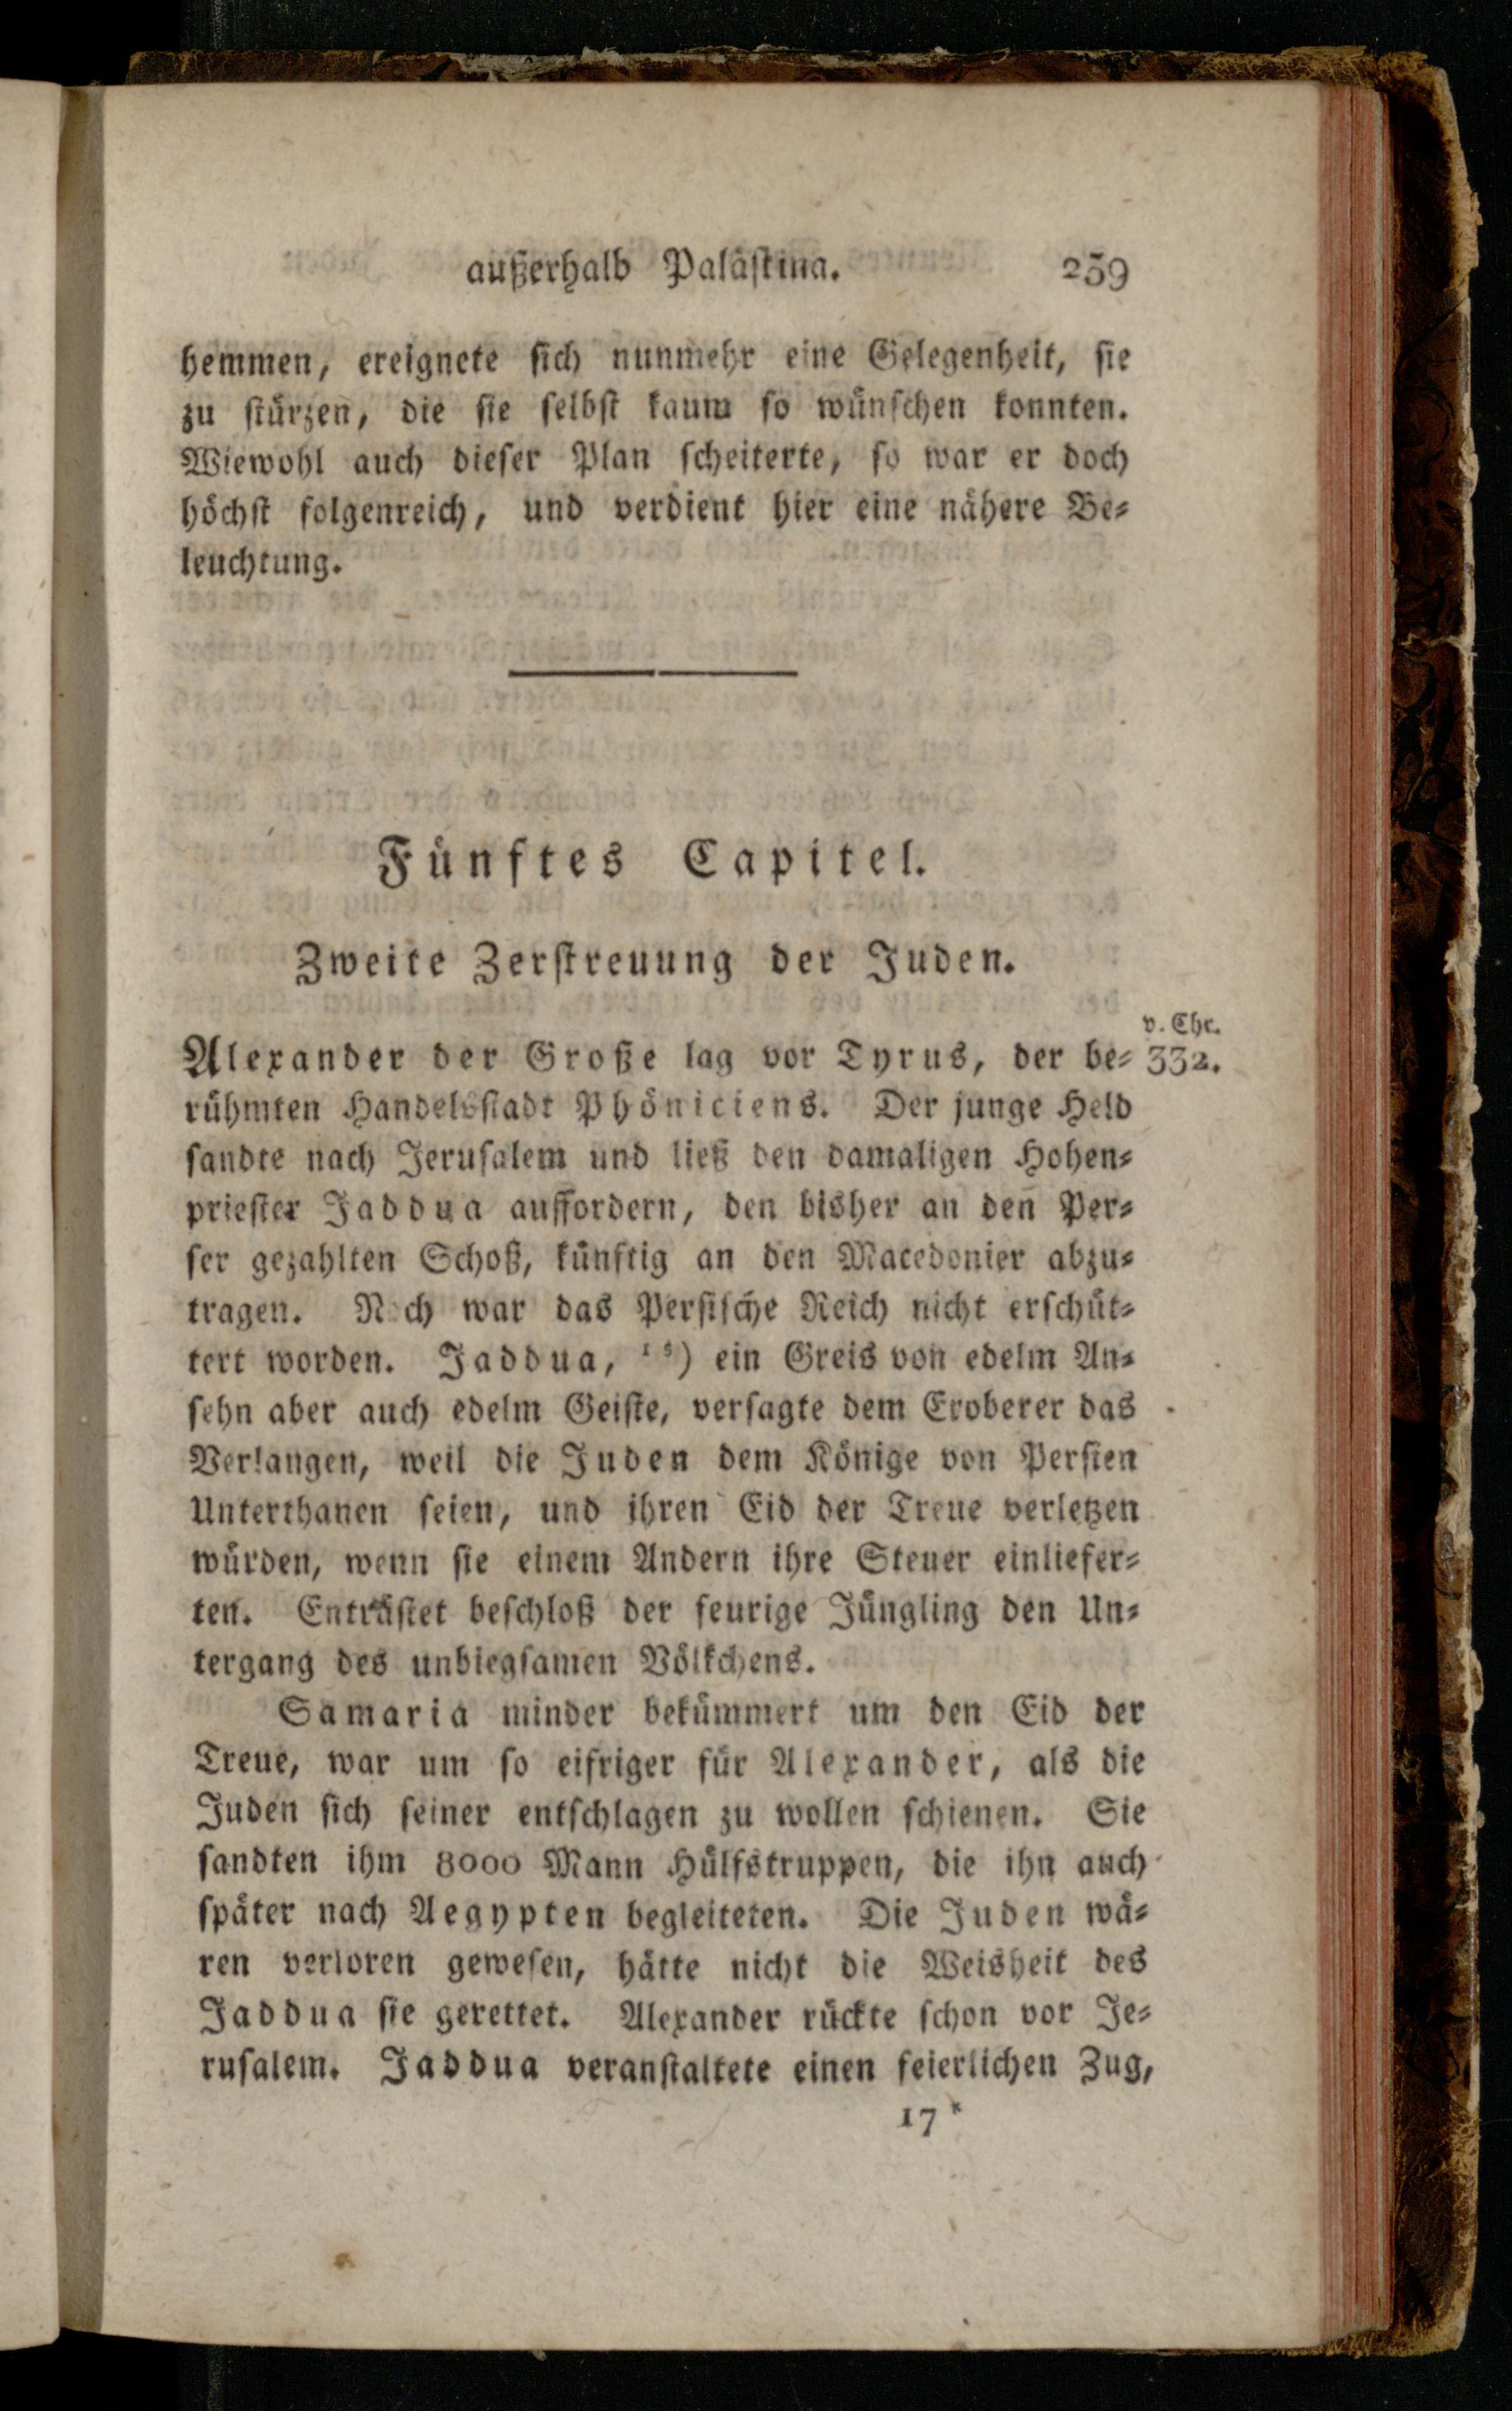 außerhalb Palästina. 259
hemmen, ereignete sich nunmehr eine Gelegenheit, sie
zu stürzen, die sie selbst kaum so wünschen konnten.
Wiewohl auch dieser Plan scheiterte, so war er doch
höchst folgenreich, und verdient hier eine nähere Be-
leuchtung.
Fünftes Capitel.
Zweite Zerstreuung der Juden.
v. Chr.
Alexander der Große lag vor Tyrus, der be- 332.
rühmten Handelsstadt Phöniciens. Der junge Held
sandte nach Jerusalem und ließ den damaligen Hohen-
priester Jaddua auffordern, den bisher an den Per-
ser gezahlten Schoß, künftig an den Macedonier abzu-
tragen. Noch war das Persische Reich nicht erschüt-
tert worden. Jaddua, ¹⁵) ein Greis von edelm An-
sehn aber auch edelm Geiste, versagte dem Eroberer das
Verlangen, weil die Juden dem Könige von Persien
Unterthanen seien, und ihren Eid der Treue verletzen
würden, wenn sie einem Andern ihre Steuer einliefer-
ten. Entrüstet beschloß der feurige Jüngling den Un-
tergang des unbiegsamen Völkchens.
Samaria minder bekümmert um den Eid der
Treue, war um so eifriger für Alexander, als die
Juden sich seiner entschlagen zu wollen schienen. Sie
sandten ihm 8000 Mann Hülfstruppen, die ihn auch
später nach Aegypten begleiteten. Die Juden wä-
ren verloren gewesen, hätte nicht die Weisheit des
Jaddua sie gerettet. Alexander rückte schon vor Je-
rusalem. Jaddua veranstaltete einen feierlichen Zug,
17*